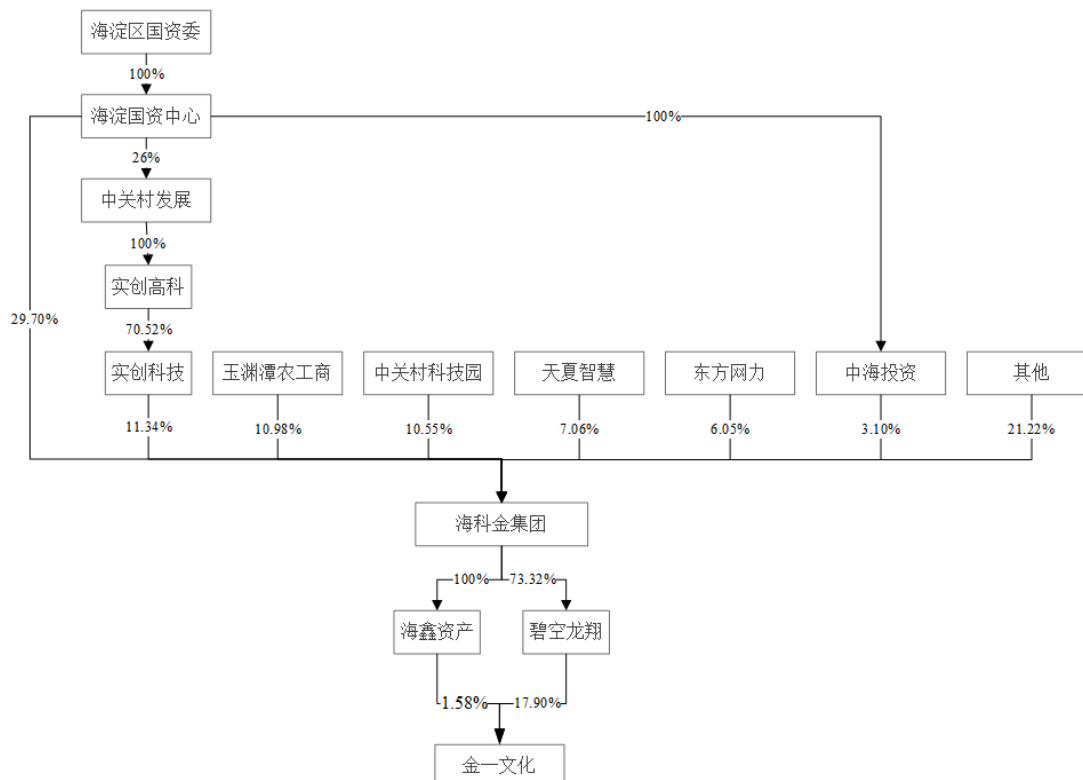 海淀区国资委
100%
海淀国资中心
100%
26%
中关村发展
100%
实创高科
29.70%
70.52%
实创科技
玉渊潭农工商
中关村科技园
天夏智慧
东方网力
中海投资
其他
11.34%
10.98%
10.55%
7.06%
6.05%
3.10%
21.22%
海科金集团
100%
73.32%
海鑫资产
碧空龙翔
1.58%
17.90%
金一文化